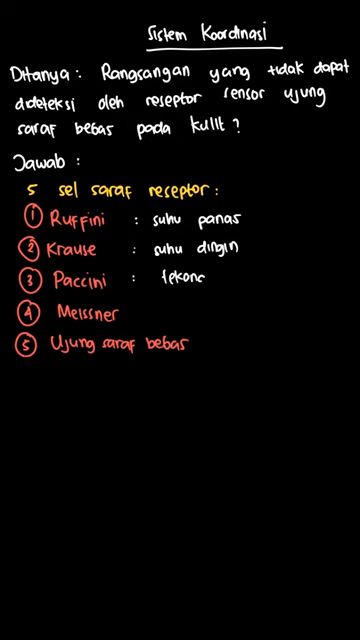 Sistem Koordinasi
Ditanya : Rangsangan yang tidak dapat
dideteksi oleh reseptor sensor ujung
saraf bebas pada kulit ?
Jawab :
5 sel saraf reseptor :
① Ruffini : suhu panas
② Krause : suhu dingin
③ Paccini : tekanc
④ Meissner
⑤ Ujung saraf bebas